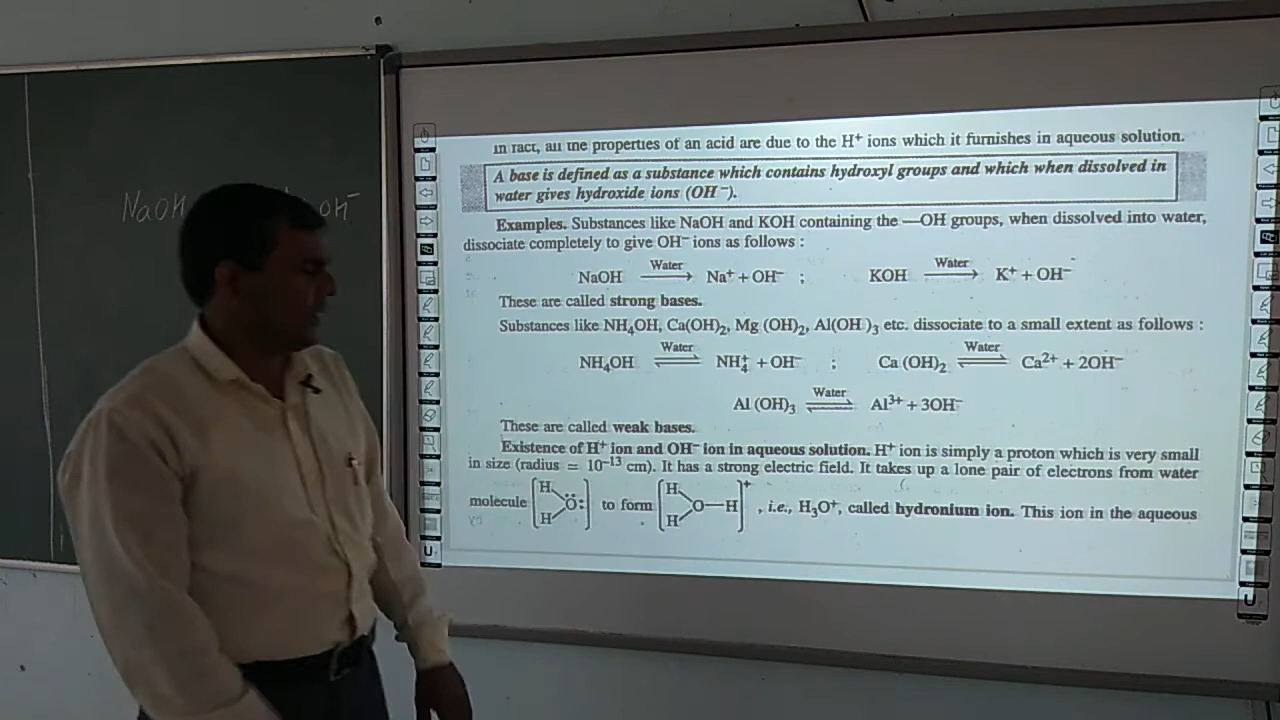 NaOH OH⁻
In fact, all the properties of an acid are due to the H⁺ ions which it furnishes in aqueous solution.
A base is defined as a substance which contains hydroxyl groups and which when dissolved in
water gives hydroxide ions (OH⁻).
Examples. Substances like NaOH and KOH containing the —OH groups, when dissolved into water,
dissociate completely to give OH⁻ ions as follows :
NaOH —Water→ Na⁺ + OH⁻ ; KOH —Water→ K⁺ + OH⁻
These are called strong bases.
Substances like NH₄OH, Ca(OH)₂, Mg (OH)₂, Al(OH)₃ etc. dissociate to a small extent as follows :
NH₄OH ⇌Water NH₄⁺ + OH⁻ ; Ca (OH)₂ ⇌Water Ca²⁺ + 2OH⁻
Al (OH)₃ ⇌Water Al³⁺ + 3OH⁻
These are called weak bases.
Existence of H⁺ ion and OH⁻ ion in aqueous solution. H⁺ ion is simply a proton which is very small
in size (radius = 10⁻¹³ cm). It has a strong electric field. It takes up a lone pair of electrons from water
molecule [H H O:] to form [H H O—H]⁺, i.e., H₃O⁺, called hydronium ion. This ion in the aqueous